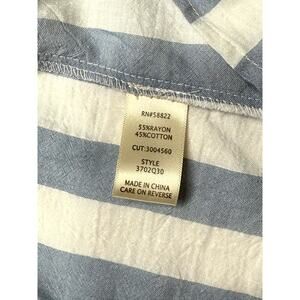 RN#58822
55%RAYON
45%COTTON
CUT:3004560
STYLE
3702Q30
MADE IN CHINA
CARE ON REVERSE